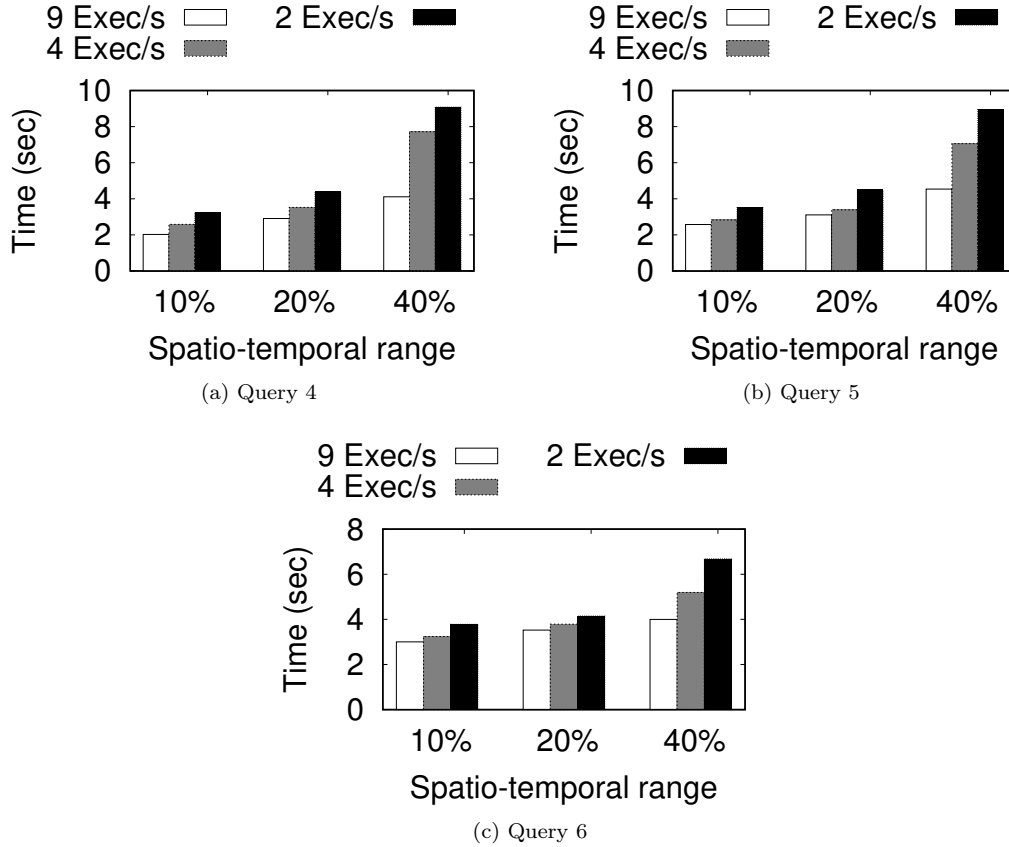 9 Exec/s 2 Exec/s
4 Exec/s
10
8
6
4
2
0
Time (sec)
10% 20% 40%
Spatio-temporal range
(a) Query 4
9 Exec/s 2 Exec/s
4 Exec/s
10
8
6
4
2
0
Time (sec)
10% 20% 40%
Spatio-temporal range
(b) Query 5
9 Exec/s 2 Exec/s
4 Exec/s
8
6
4
2
0
Time (sec)
10% 20% 40%
Spatio-temporal range
(c) Query 6